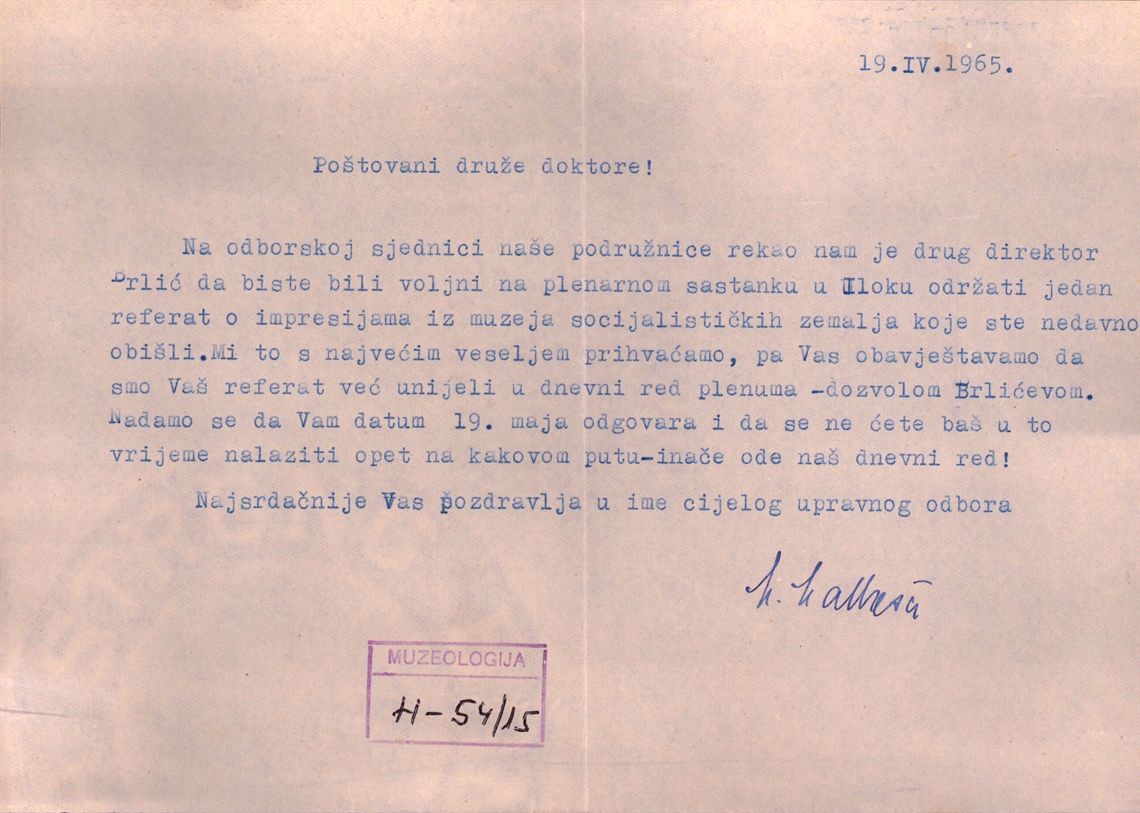 19.IV.1965.
Poštovani druže doktore!
Na odborskoj sjednici naše podružnice rekao nam je drug direktor
Brlić da biste bili voljni na plenarnom sastanku u Iloku održati jedan
referat o impresijama iz muzeja socijalističkih zemalja koje ste nedavno
obišli.Mi to s najvećim veseljem prihvaćamo, pa Vas obavještavamo da
smo Vaš referat već unijeli u dnevni red plenuma -dozvolom Brlićevom.
Nadamo se da Vam datum 19. maja odgovara i da se ne ćete baš u to
vrijeme nalaziti opet na kakovom putu-inače ode naš dnevni red!
Najsrdačnije Vas pozdravlja u ime cijelog upravnog odbora
MUZEOLOGIJA
H-54/15